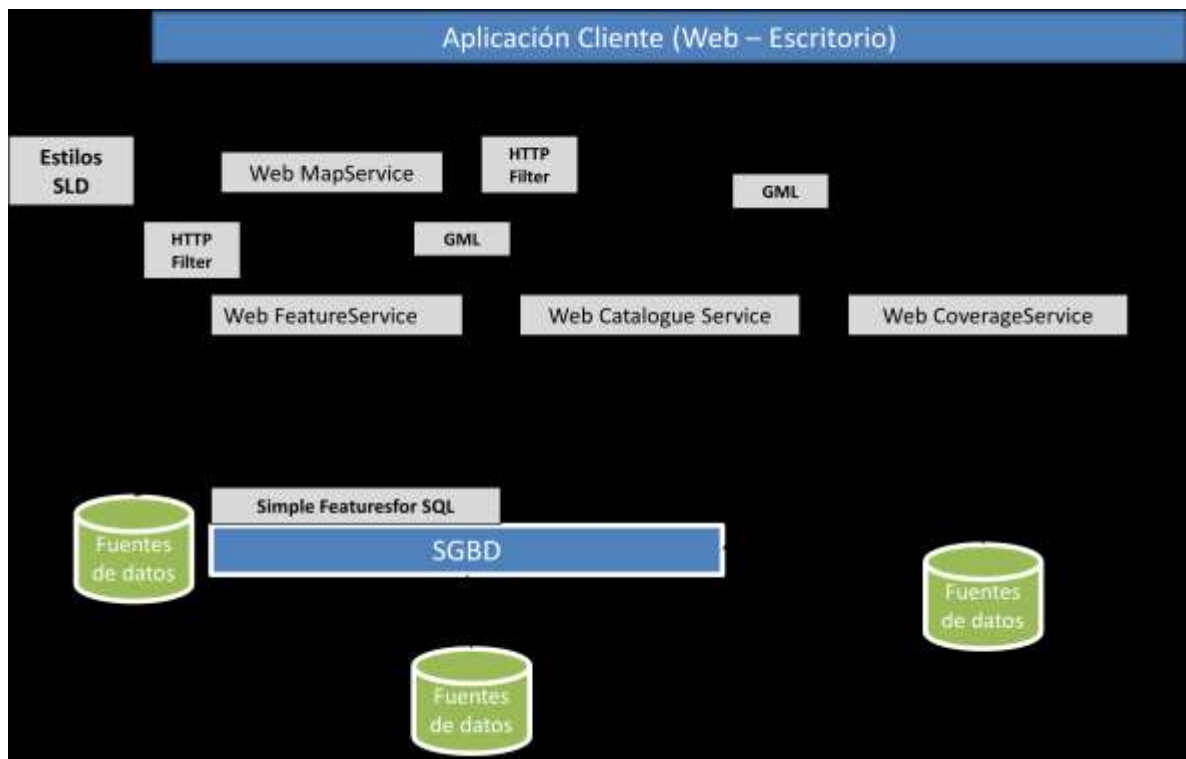 Aplicación Cliente (Web – Escritorio)
Estilos
SLD
Web MapService
HTTP
Filter
GML
HTTP
Filter
GML
Web FeatureService
Web Catalogue Service
Web CoverageService
Simple Featuresfor SQL
SGBD
Fuentes
de datos
Fuentes
de datos
Fuentes
de datos